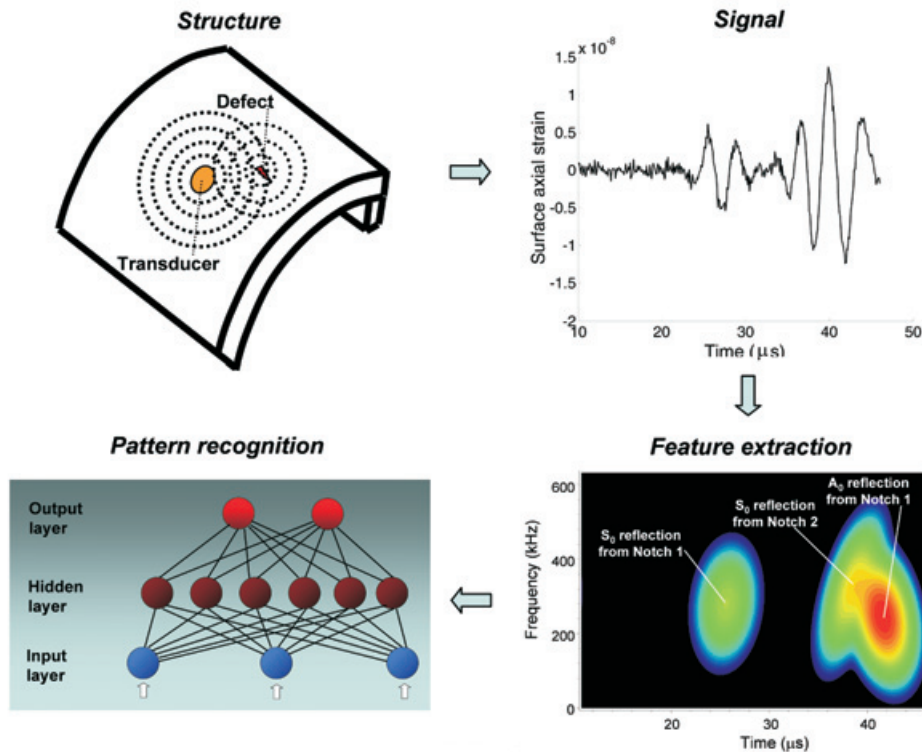 Structure
Defect
Transducer
Signal
x 10⁻⁸
1.5
1
0.5
0
-0.5
-1
-1.5
-2
Surface axial strain
10
20
30
40
50
Time (μs)
Pattern recognition
Output
layer
Hidden
layer
Input
layer
Feature extraction
600
400
200
0
Frequency (kHz)
S₀ reflection
from Notch 1
S₀ reflection
from Notch 2
A₀ reflection
from Notch 1
20
30
40
Time (μs)